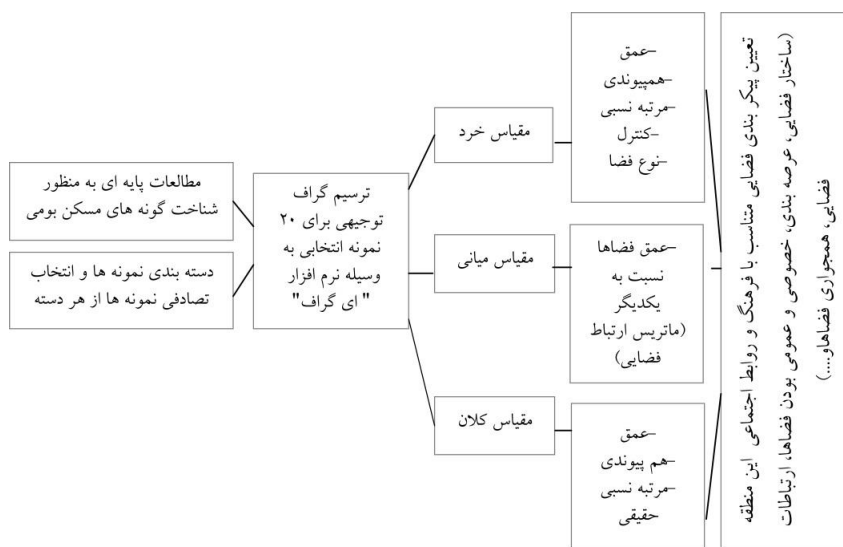 مطالعات پایه ای به منظور
شناخت گونه های مسکن بومی
دسته بندی نمونه ها و انتخاب
تصادفی نمونه ها از هر دسته
ترسیم گراف
توجیهی برای ۲۰
نمونه انتخابی به
وسیله نرم افزار
" ای گراف"
مقیاس خرد
مقیاس میانی
مقیاس کلان
-عمق
-همپیوندی
-مرتبه نسبی
-کنترل
-نوع فضا
-عمق فضاها
نسبت به
یکدیگر
(ماتریس ارتباط
فضایی)
-عمق
-هم پیوندی
-مرتبه نسبی
حقیقی
تعیین پیکر بندی فضایی متناسب با فرهنگ و روابط اجتماعی این منطقه
(ساختار فضایی، عرصه بندی، خصوصی و عمومی بودن فضاها، ارتباطات
فضایی، همجواری فضاهاو....)